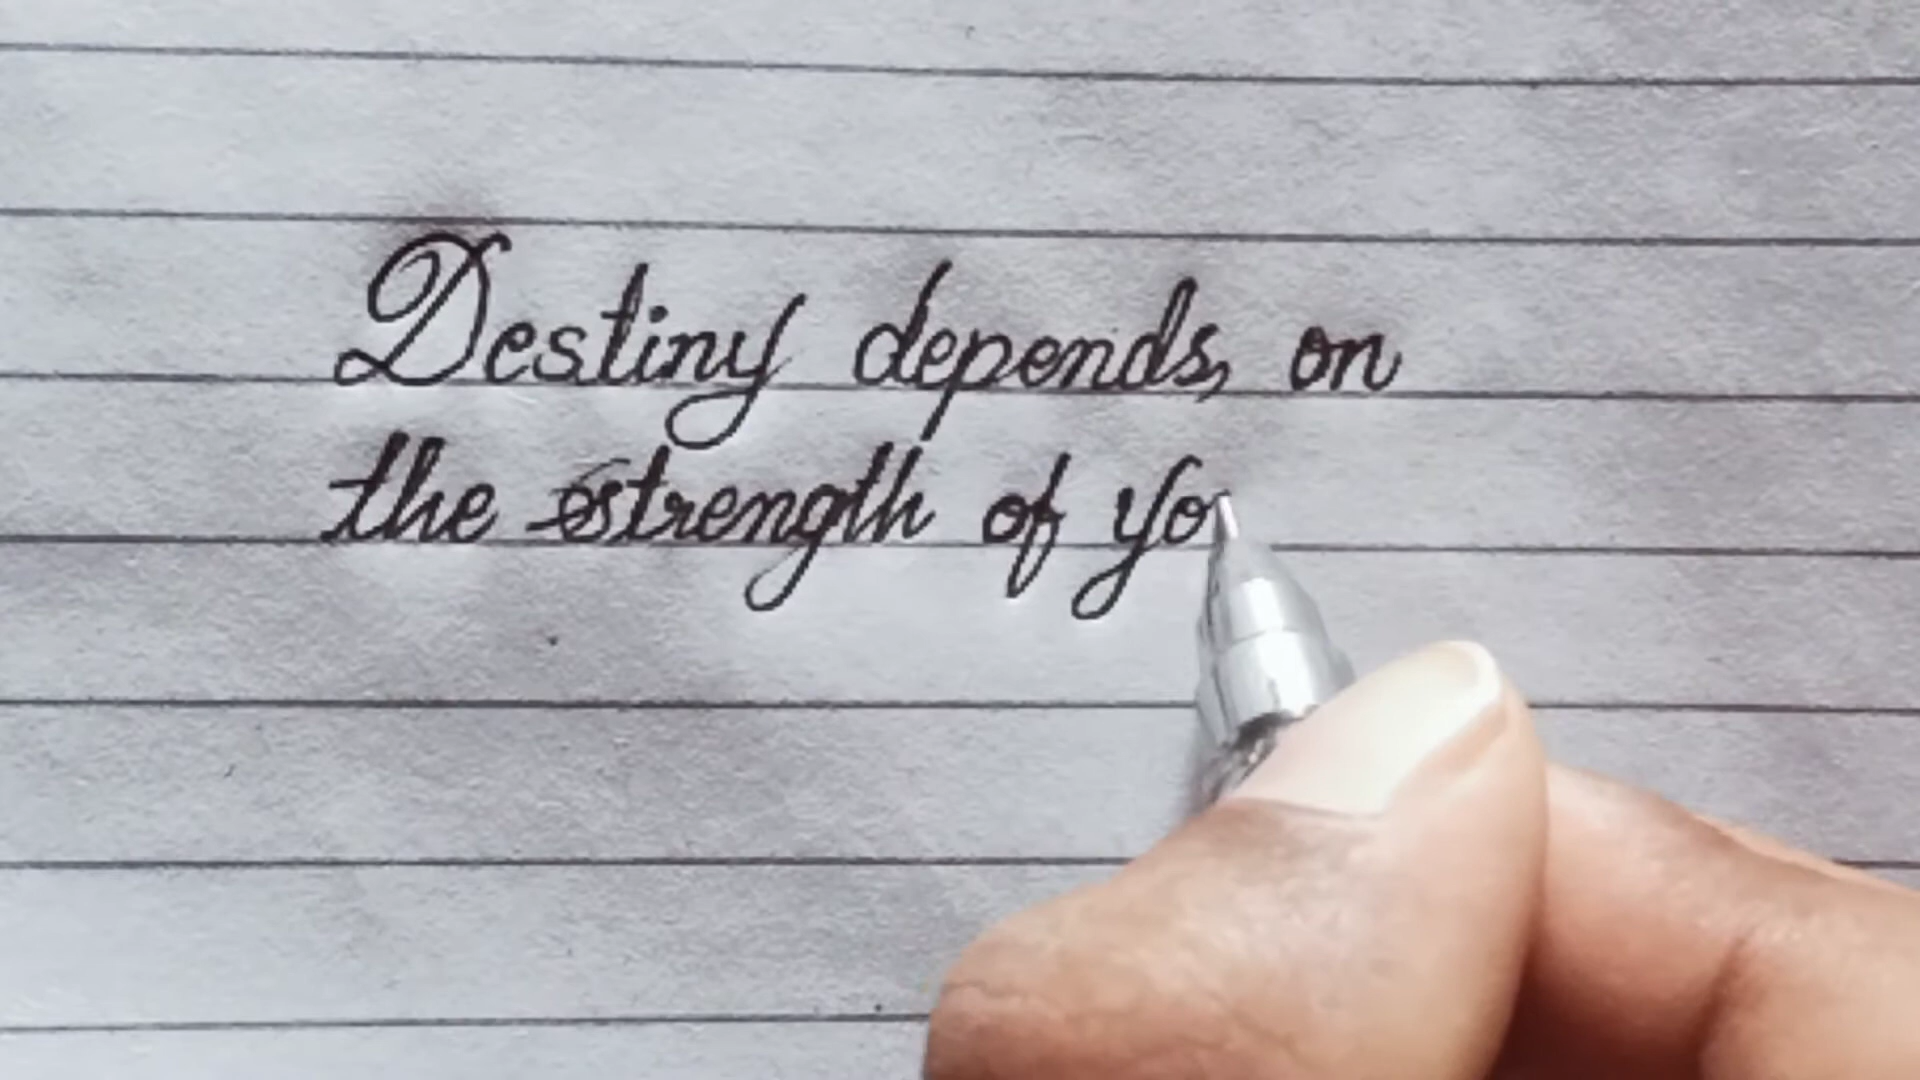 Destiny depends, on
the strength of yo